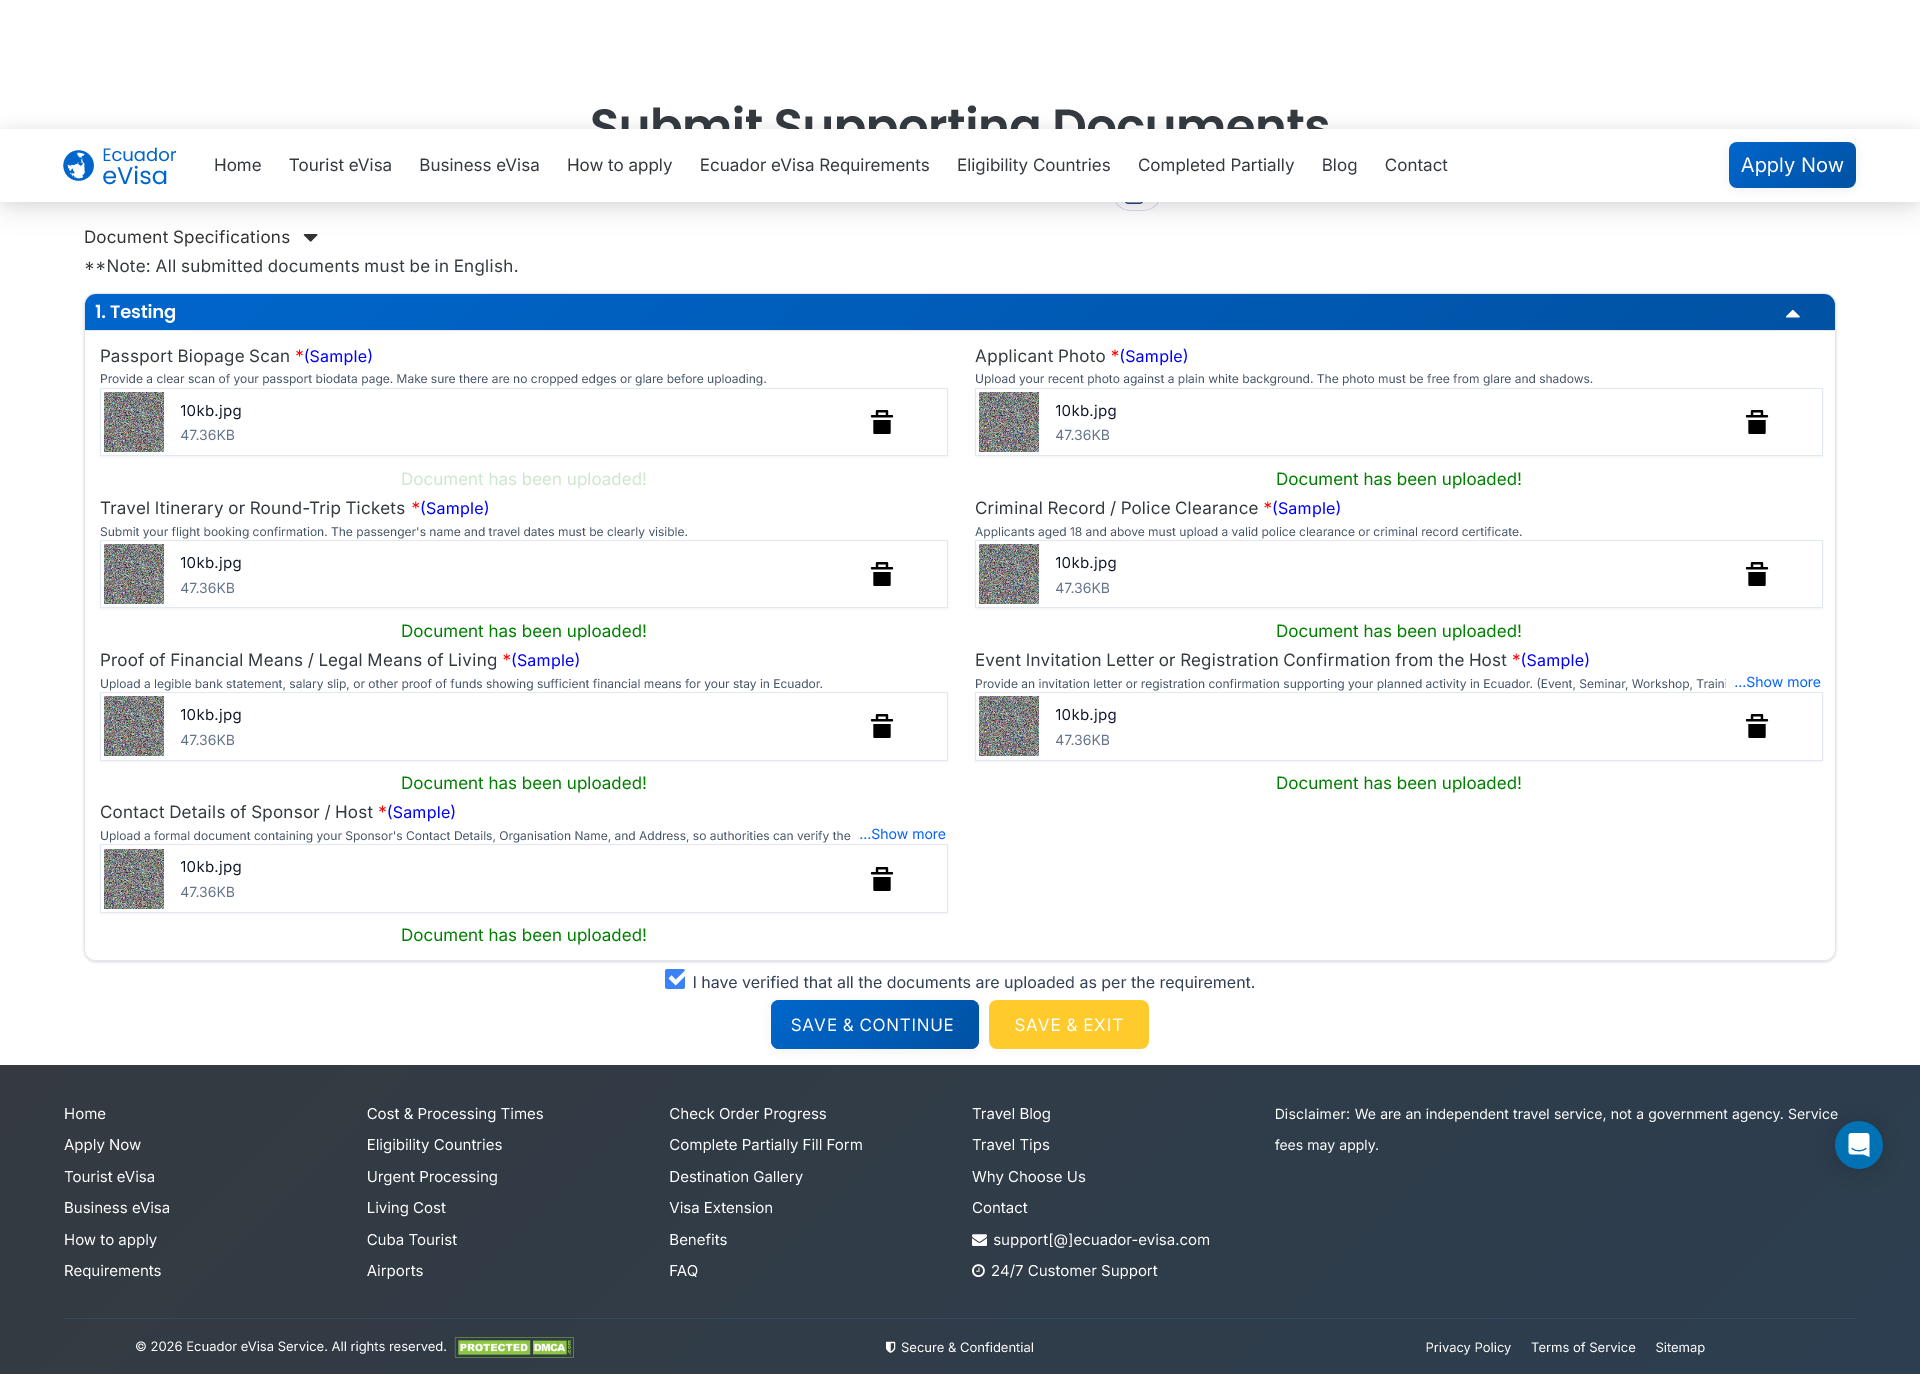 Submit Supporting Documents
Ecuador
eVisa
Home
Tourist eVisa
Business eVisa
How to apply
Ecuador eVisa Requirements
Eligibility Countries
Completed Partially
Blog
Contact
Apply Now
Document Specifications
**Note: All submitted documents must be in English.
1. Testing
Passport Biopage Scan *(Sample)
Provide a clear scan of your passport biodata page. Make sure there are no cropped edges or glare before uploading.
10kb.jpg
47.36KB
Document has been uploaded!
Applicant Photo *(Sample)
Upload your recent photo against a plain white background. The photo must be free from glare and shadows.
10kb.jpg
47.36KB
Document has been uploaded!
Travel Itinerary or Round-Trip Tickets *(Sample)
Submit your flight booking confirmation. The passenger's name and travel dates must be clearly visible.
10kb.jpg
47.36KB
Document has been uploaded!
Criminal Record / Police Clearance *(Sample)
Applicants aged 18 and above must upload a valid police clearance or criminal record certificate.
10kb.jpg
47.36KB
Document has been uploaded!
Proof of Financial Means / Legal Means of Living *(Sample)
Upload a legible bank statement, salary slip, or other proof of funds showing sufficient financial means for your stay in Ecuador.
10kb.jpg
47.36KB
Document has been uploaded!
Event Invitation Letter or Registration Confirmation from the Host *(Sample)
Provide an invitation letter or registration confirmation supporting your planned activity in Ecuador. (Event, Seminar, Workshop, Traini ...Show more
10kb.jpg
47.36KB
Document has been uploaded!
Contact Details of Sponsor / Host *(Sample)
Upload a formal document containing your Sponsor's Contact Details, Organisation Name, and Address, so authorities can verify the ...Show more
10kb.jpg
47.36KB
Document has been uploaded!
I have verified that all the documents are uploaded as per the requirement.
SAVE & CONTINUE
SAVE & EXIT
Home
Apply Now
Tourist eVisa
Business eVisa
How to apply
Requirements
Cost & Processing Times
Eligibility Countries
Urgent Processing
Living Cost
Cuba Tourist
Airports
Check Order Progress
Complete Partially Fill Form
Destination Gallery
Visa Extension
Benefits
FAQ
Travel Blog
Travel Tips
Why Choose Us
Contact
support[@]ecuador-evisa.com
24/7 Customer Support
Disclaimer: We are an independent travel service, not a government agency. Service
fees may apply.
© 2026 Ecuador eVisa Service. All rights reserved.
PROTECTED DMCA
Secure & Confidential
Privacy Policy
Terms of Service
Sitemap